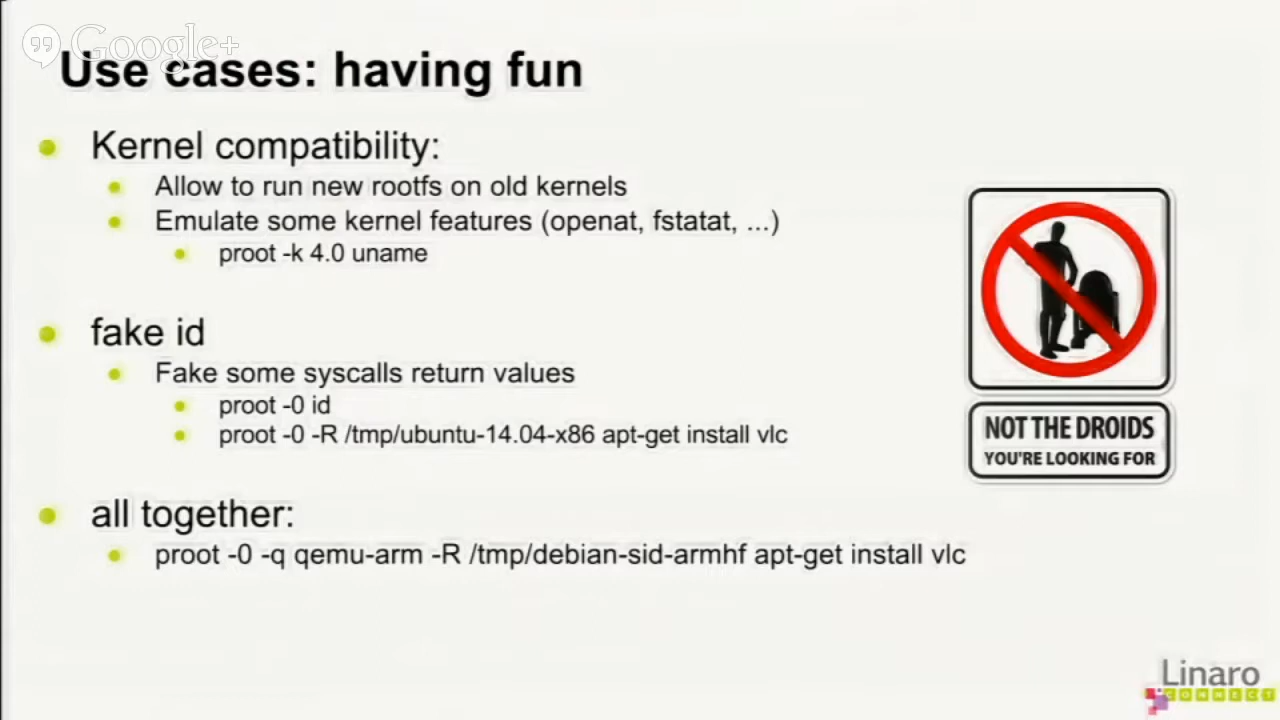 Google+
Use cases: having fun
Kernel compatibility:
Allow to run new rootfs on old kernels
Emulate some kernel features (openat, fstatat, ...)
proot -k 4.0 uname
fake id
Fake some syscalls return values
proot -0 id
proot -0 -R /tmp/ubuntu-14.04-x86 apt-get install vlc
NOT THE DROIDS
YOU'RE LOOKING FOR
all together:
proot -0 -q qemu-arm -R /tmp/debian-sid-armhf apt-get install vlc
Linaro
CONNECT